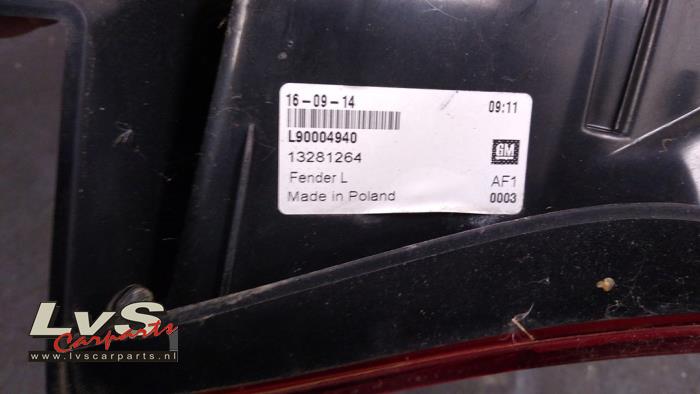 16-09-14 09:11
L90004940
13281264 GM
Fender L AF1
Made in Poland 0003
LvS
Carparts
www.lvscarparts.nl